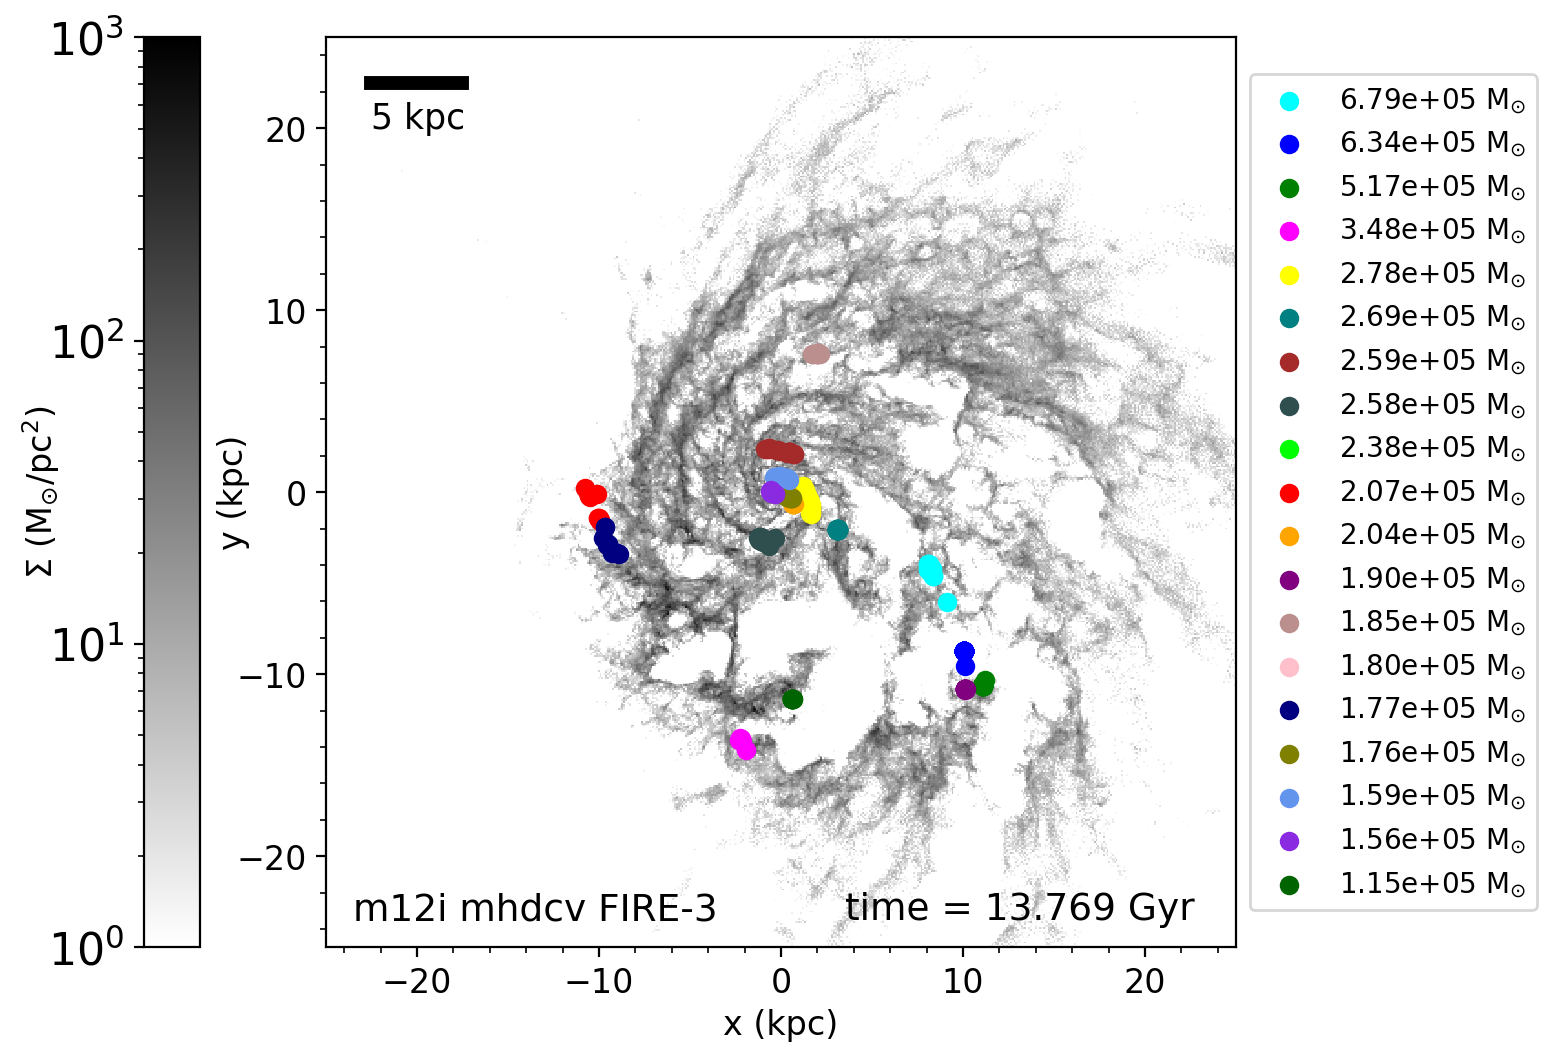 10³
10²
10¹
10⁰
Σ (M⊙/pc²)
y (kpc)
20
10
0
−10
−20
5 kpc
m12i mhdcv FIRE-3
time = 13.769 Gyr
−20
−10
0
10
20
x (kpc)
6.79e+05 M⊙
6.34e+05 M⊙
5.17e+05 M⊙
3.48e+05 M⊙
2.78e+05 M⊙
2.69e+05 M⊙
2.59e+05 M⊙
2.58e+05 M⊙
2.38e+05 M⊙
2.07e+05 M⊙
2.04e+05 M⊙
1.90e+05 M⊙
1.85e+05 M⊙
1.80e+05 M⊙
1.77e+05 M⊙
1.76e+05 M⊙
1.59e+05 M⊙
1.56e+05 M⊙
1.15e+05 M⊙